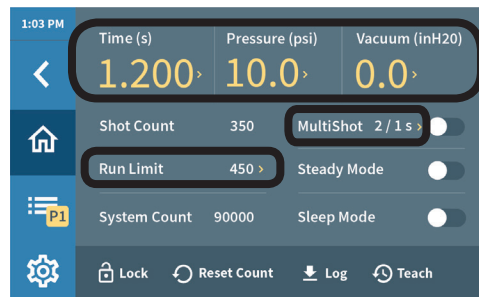 1:03 PM
Time (s) Pressure (psi) Vacuum (inH20)
1.200 › 10.0 › 0.0 ›
Shot Count 350 MultiShot 2 / 1 s ›
Run Limit 450 › Steady Mode
P1
System Count 90000 Sleep Mode
Lock Reset Count Log Teach